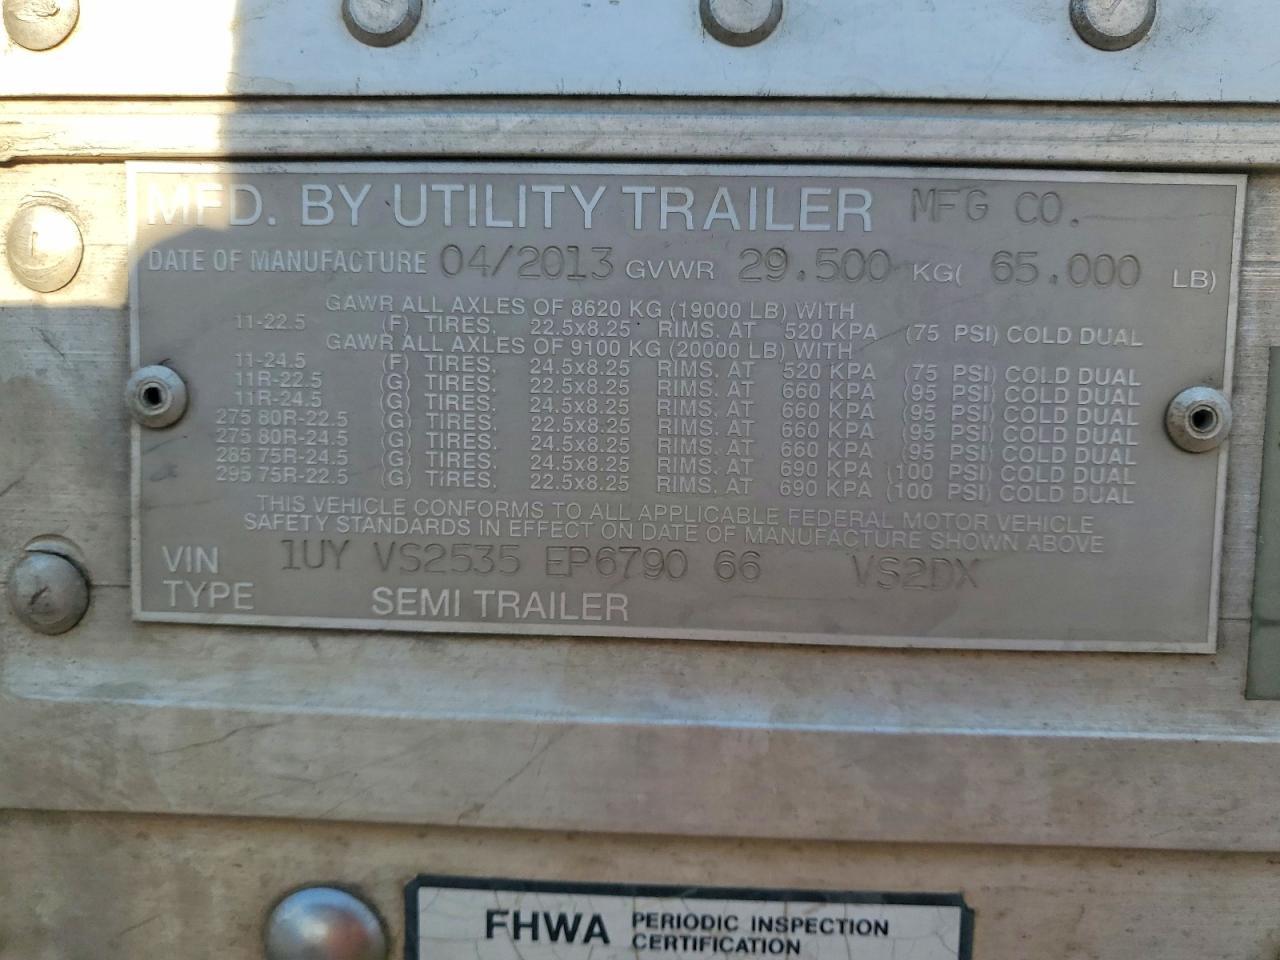 MFD. BY UTILITY TRAILER MFG CO.
DATE OF MANUFACTURE 04/2013 GVWR 29.500 KG( 65.000 LB)
GAWR ALL AXLES OF 8620 KG (19000 LB) WITH
11-22.5 (F) TIRES. 22.5x8.25 RIMS. AT 520 KPA (75 PSI) COLD DUAL
GAWR ALL AXLES OF 9100 KG (20000 LB) WITH
11-24.5 (F) TIRES. 24.5x8.25 RIMS. AT 520 KPA (75 PSI) COLD DUAL
11R-22.5 (G) TIRES. 22.5x8.25 RIMS. AT 660 KPA (95 PSI) COLD DUAL
11R-24.5 (G) TIRES. 24.5x8.25 RIMS. AT 660 KPA (95 PSI) COLD DUAL
275 80R-22.5 (G) TIRES. 22.5x8.25 RIMS. AT 660 KPA (95 PSI) COLD DUAL
275 80R-24.5 (G) TIRES. 24.5x8.25 RIMS. AT 660 KPA (95 PSI) COLD DUAL
285 75R-24.5 (G) TIRES. 24.5x8.25 RIMS. AT 690 KPA (100 PSI) COLD DUAL
295 75R-22.5 (G) TIRES. 22.5x8.25 RIMS. AT 690 KPA (100 PSI) COLD DUAL
THIS VEHICLE CONFORMS TO ALL APPLICABLE FEDERAL MOTOR VEHICLE
SAFETY STANDARDS IN EFFECT ON DATE OF MANUFACTURE SHOWN ABOVE
VIN 1UY VS2535 EP6790 66 VS2DX
TYPE SEMI TRAILER
FHWA PERIODIC INSPECTION
CERTIFICATION